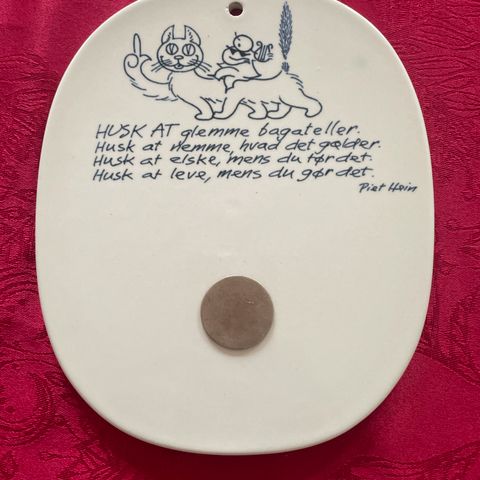 HUSK AT glemme bagateller.
Husk at nemme, hvad det gælder.
Husk at elske, mens du tør det.
Husk at leve, mens du gør det.
Piet Hein